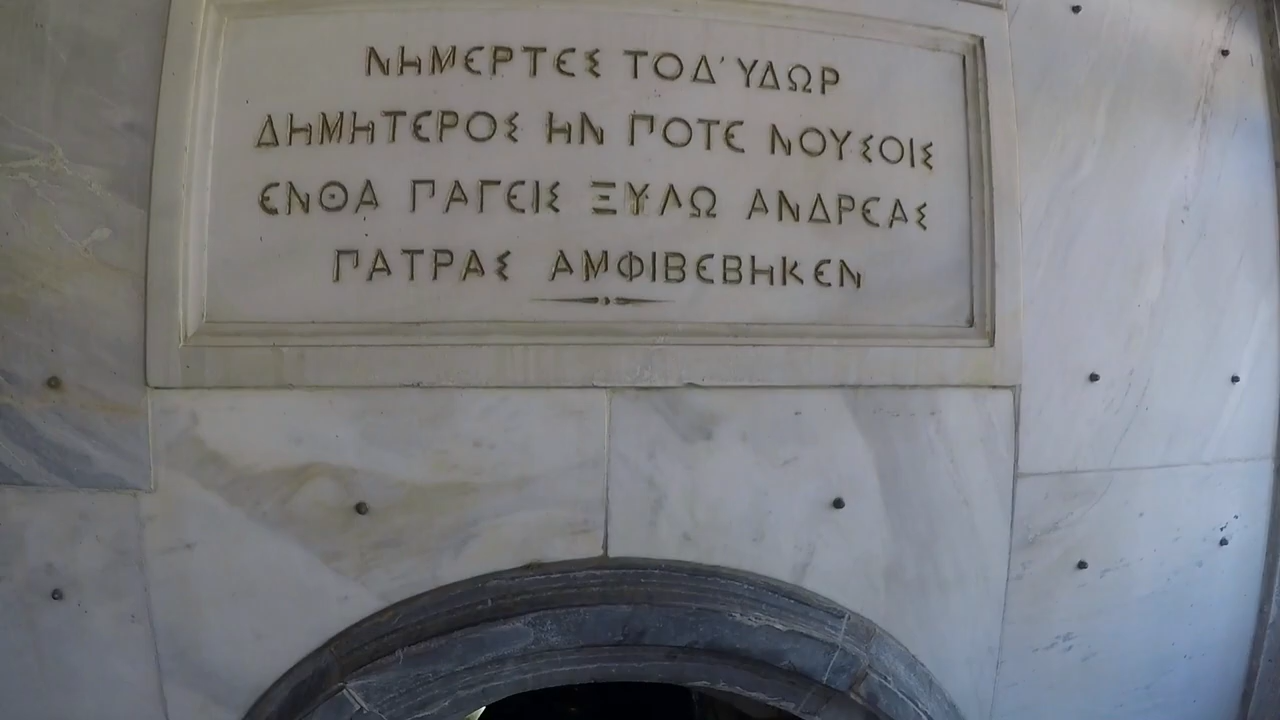 ΝΗΜΕΡΤΕΣ ΤΟΔ' ΥΔΩΡ
ΔΗΜΗΤΕΡΟΣ ΗΝ ΠΟΤΕ ΝΟΥΣΟΙΣ
ΕΝΘΑ ΠΑΓΕΙΣ ΞΥΛΩ ΑΝΔΡΕΑΣ
ΠΑΤΡΑΣ ΑΜΦΙΒΕΒΗΚΕΝ